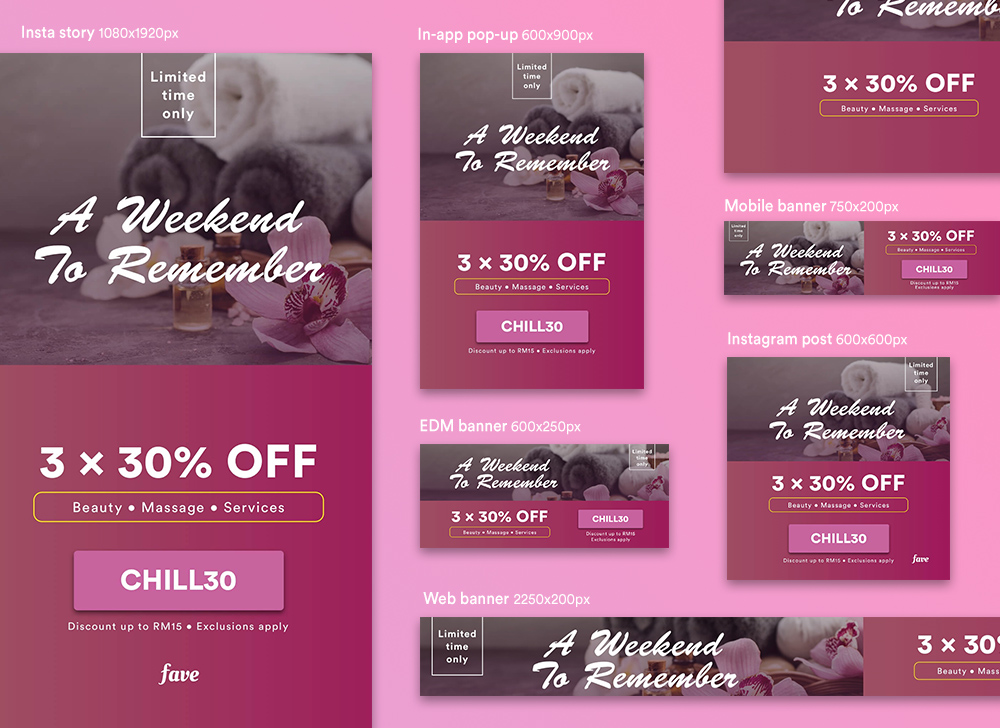 Insta story 1080x1920px
Limited
time
only
A Weekend
To Remember
3 × 30% OFF
Beauty • Massage • Services
CHILL30
Discount up to RM15 • Exclusions apply
fave
In-app pop-up 600x900px
Limited
time
only
A Weekend
To Remember
3 × 30% OFF
Beauty • Massage • Services
CHILL30
Discount up to RM15 • Exclusions apply
EDM banner 600x250px
Limited
time
only
A Weekend
To Remember
3 × 30% OFF
Beauty • Massage • Services
CHILL30
Discount up to RM15
Exclusions apply
To Rememb
3 × 30% OFF
Beauty • Massage • Services
Mobile banner 750x200px
Limited
time
only
A Weekend
To Remember
3 × 30% OFF
Beauty • Massage • Services
CHILL30
Discount up to RM15
Exclusions apply
Instagram post 600x600px
Limited
time
only
A Weekend
To Remember
3 × 30% OFF
Beauty • Massage • Services
CHILL30
Discount up to RM15 • Exclusions apply
fave
Web banner 2250x200px
Limited
time
only
A Weekend
To Remember
3 × 30%
Beauty • Mass